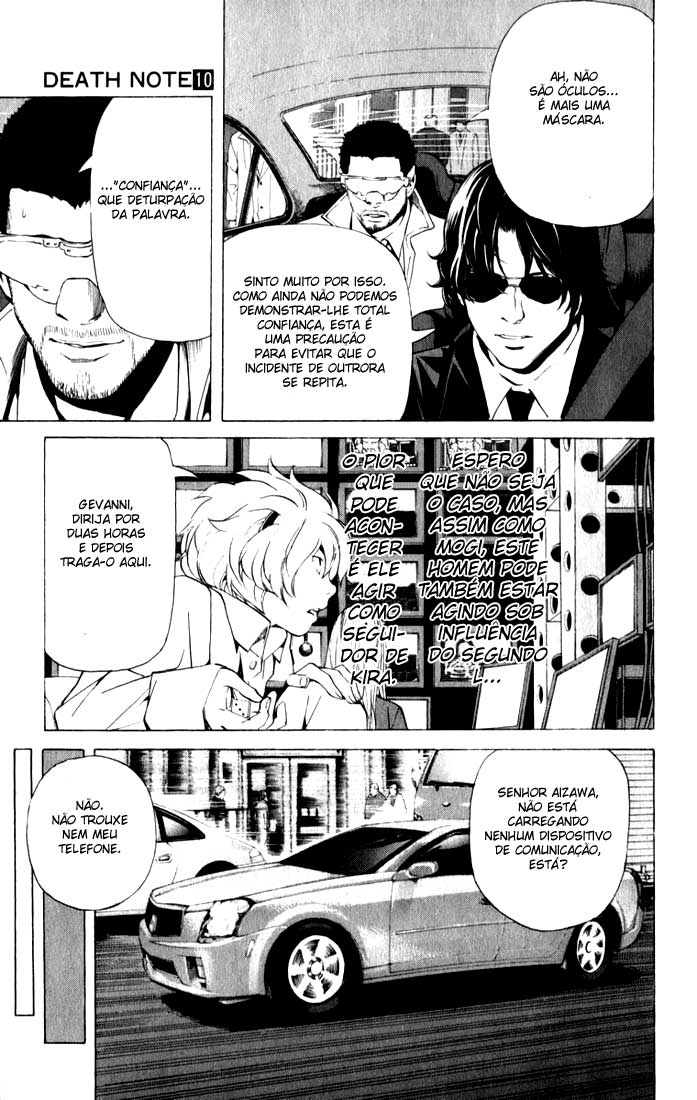 DEATH NOTE 10
AH, NÃO
SÃO ÓCULOS...
É MAIS UMA
MÁSCARA.
SINTO MUITO POR ISSO.
COMO AINDA NÃO PODEMOS
DEMONSTRAR-LHE TOTAL
CONFIANÇA, ESTA É
UMA PRECAUÇÃO
PARA EVITAR QUE O
INCIDENTE DE OUTRORA
SE REPITA.
..."CONFIANÇA"...
QUE DETURPAÇÃO
DA PALAVRA.
ESPERO
QUE NÃO SEJA
O CASO, MAS
ASSIM COMO
MOGI, ESTE
HOMEM PODE
TAMBÉM ESTAR
AGINDO SOB
INFLUÊNCIA
DO SEGUNDO
L...
O PIOR
QUE
PODE
ACON-
TECER
É ELE
AGIR
COMO
SEGUI-
DOR DE
KIRA.
GEVANNI,
DIRIJA POR
DUAS HORAS
E DEPOIS
TRAGA-O AQUI.
SENHOR AIZAWA,
NÃO ESTÁ
CARREGANDO
NENHUM DISPOSITIVO
DE COMUNICAÇÃO,
ESTÁ?
NÃO.
NÃO TROUXE
NEM MEU
TELEFONE.